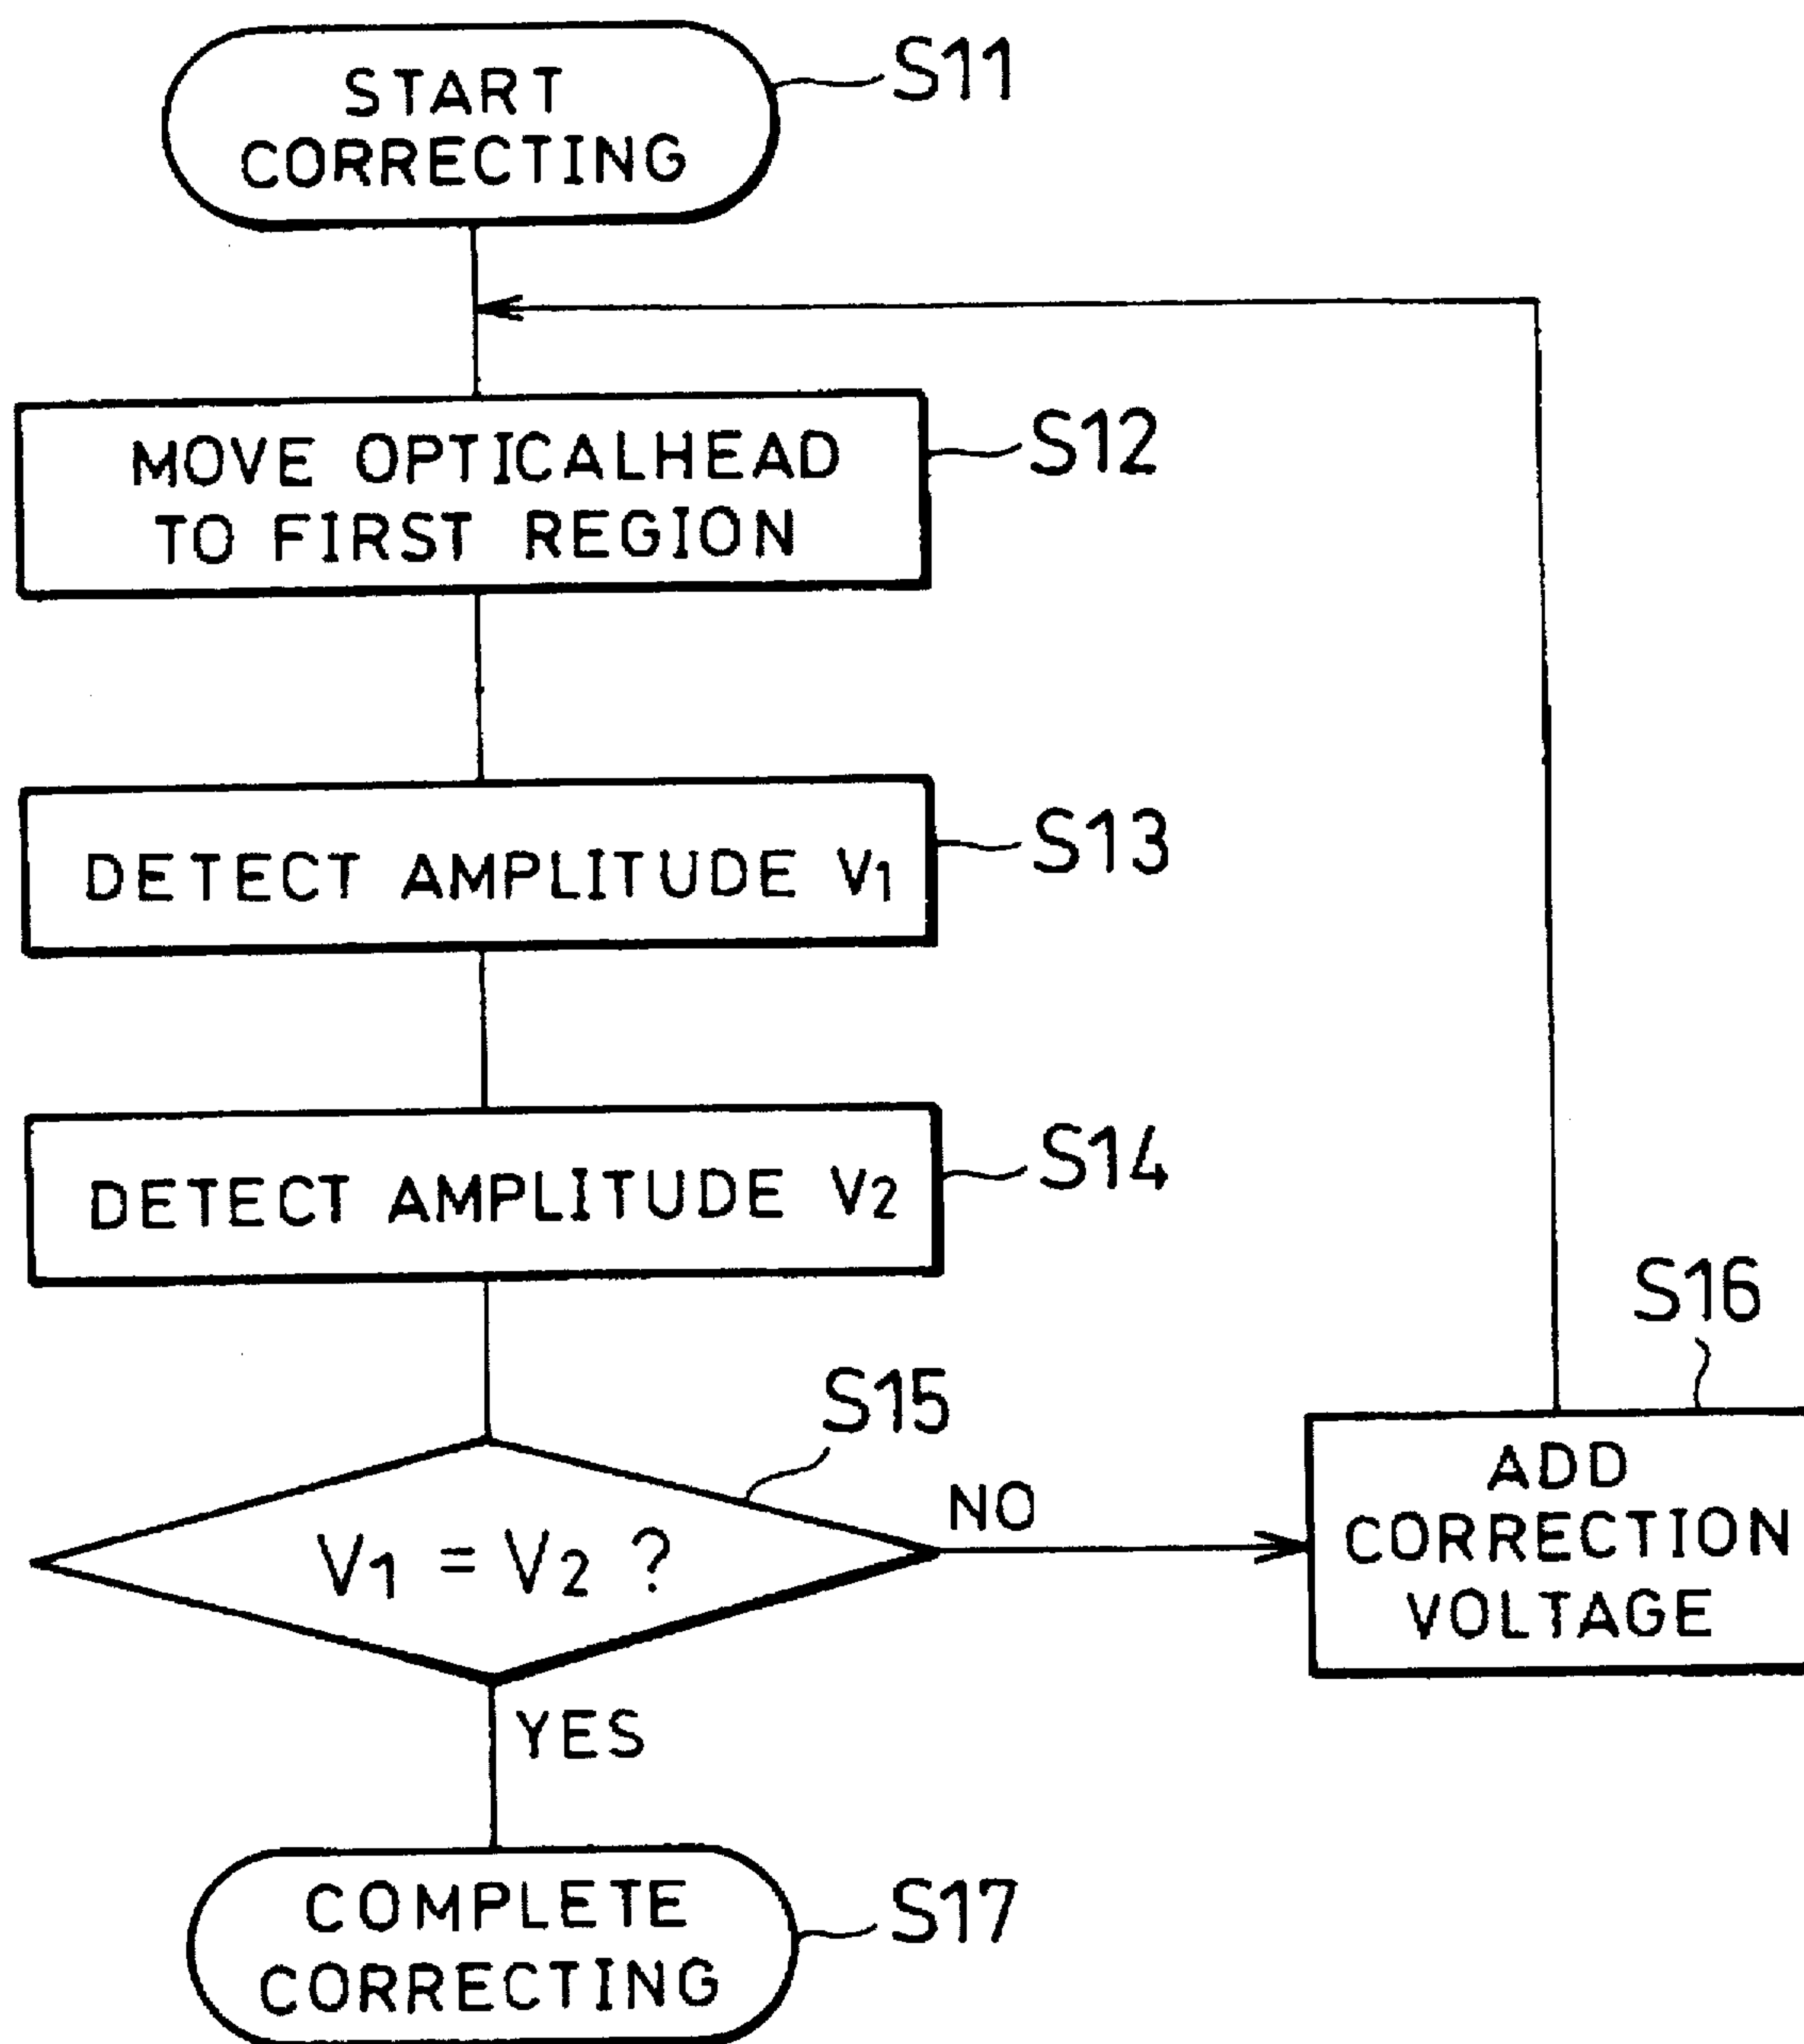 START
CORRECTING
S11
MOVE OPTICALHEAD
TO FIRST REGION
S12
DETECT AMPLITUDE V1
S13
DETECT AMPLITUDE V2
S14
V1 = V2 ?
S15
NO
ADD
CORRECTION
VOLTAGE
S16
YES
COMPLETE
CORRECTING
S17